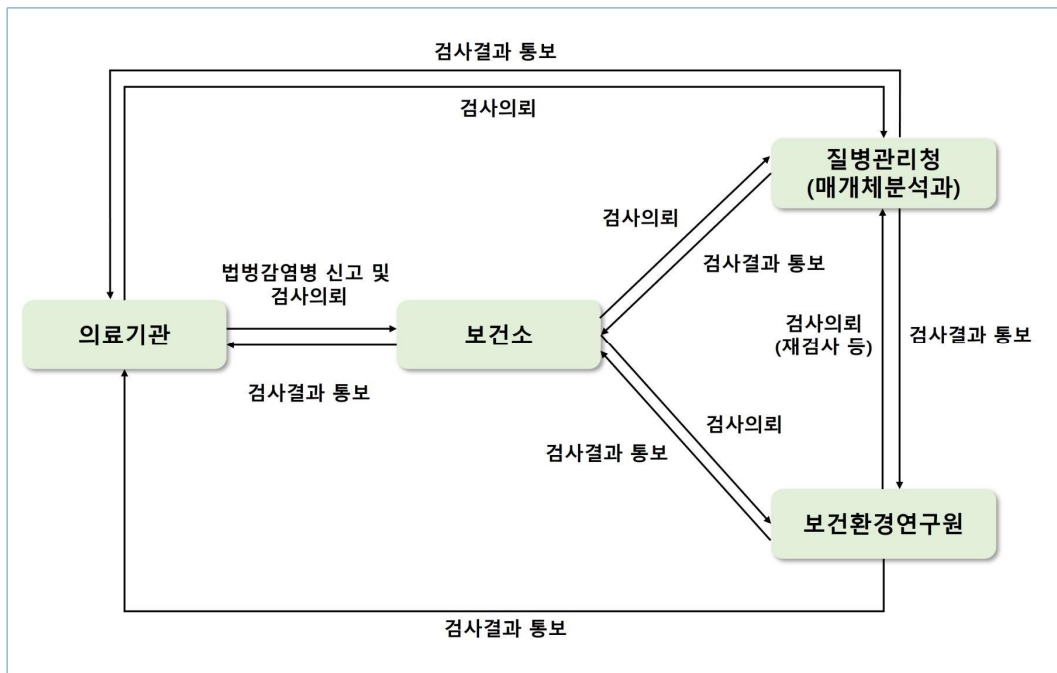 검사결과 통보
검사의뢰
질병관리청
(매개체분석과)
검사의뢰
검사결과 통보
법벙감염병 신고 및
검사의뢰
의료기관
보건소
검사의뢰
(재검사 등)
검사결과 통보
검사결과 통보
검사의뢰
검사결과 통보
보건환경연구원
검사결과 통보